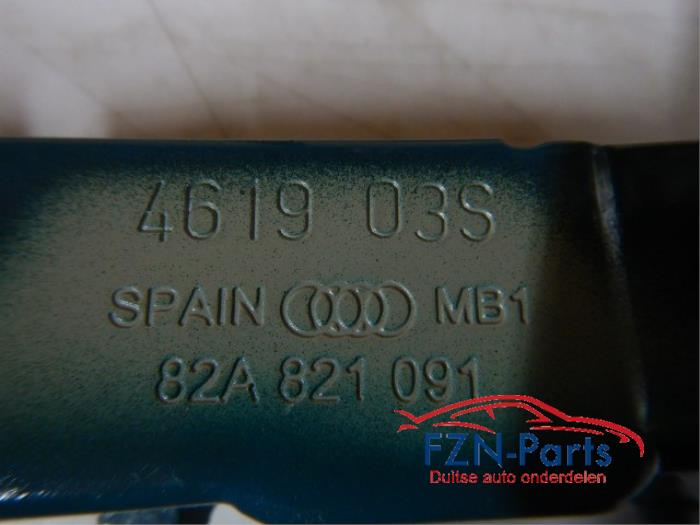 4619 03S
SPAIN MB1
82A 821 091
FZN-Parts
Duitse auto onderdelen